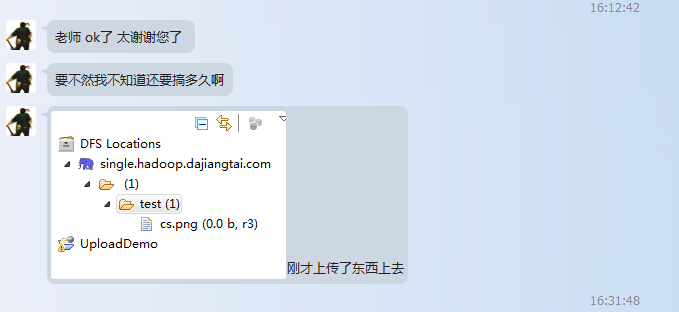 16:12:42
老师 ok了 太谢谢您了
要不然我不知道还要搞多久啊
DFS Locations
single.hadoop.dajiangtai.com
(1)
test (1)
cs.png (0.0 b, r3)
UploadDemo
刚才上传了东西上去
16:31:48